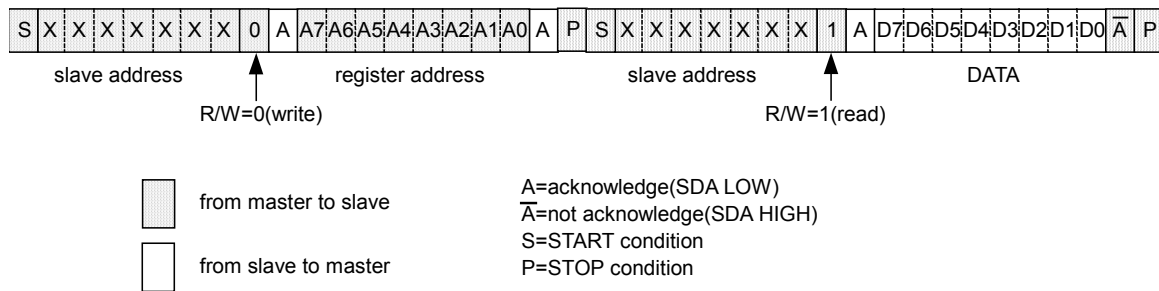 S X X X X X X X 0 A A7 A6 A5 A4 A3 A2 A1 A0 A P S X X X X X X X 1 A D7 D6 D5 D4 D3 D2 D1 D0 A̅ P
slave address register address slave address DATA
R/W=0(write) R/W=1(read)
from master to slave
from slave to master
A=acknowledge(SDA LOW)
A̅=not acknowledge(SDA HIGH)
S=START condition
P=STOP condition